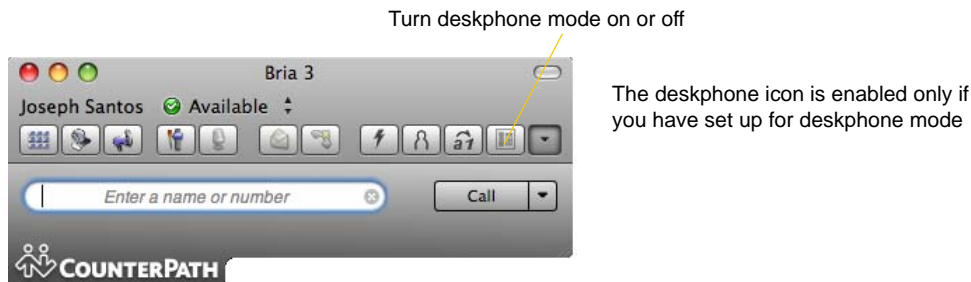 Turn deskphone mode on or off
Bria 3
Joseph Santos Available
The deskphone icon is enabled only if
you have set up for deskphone mode
a1
Enter a name or number
Call
COUNTERPATH